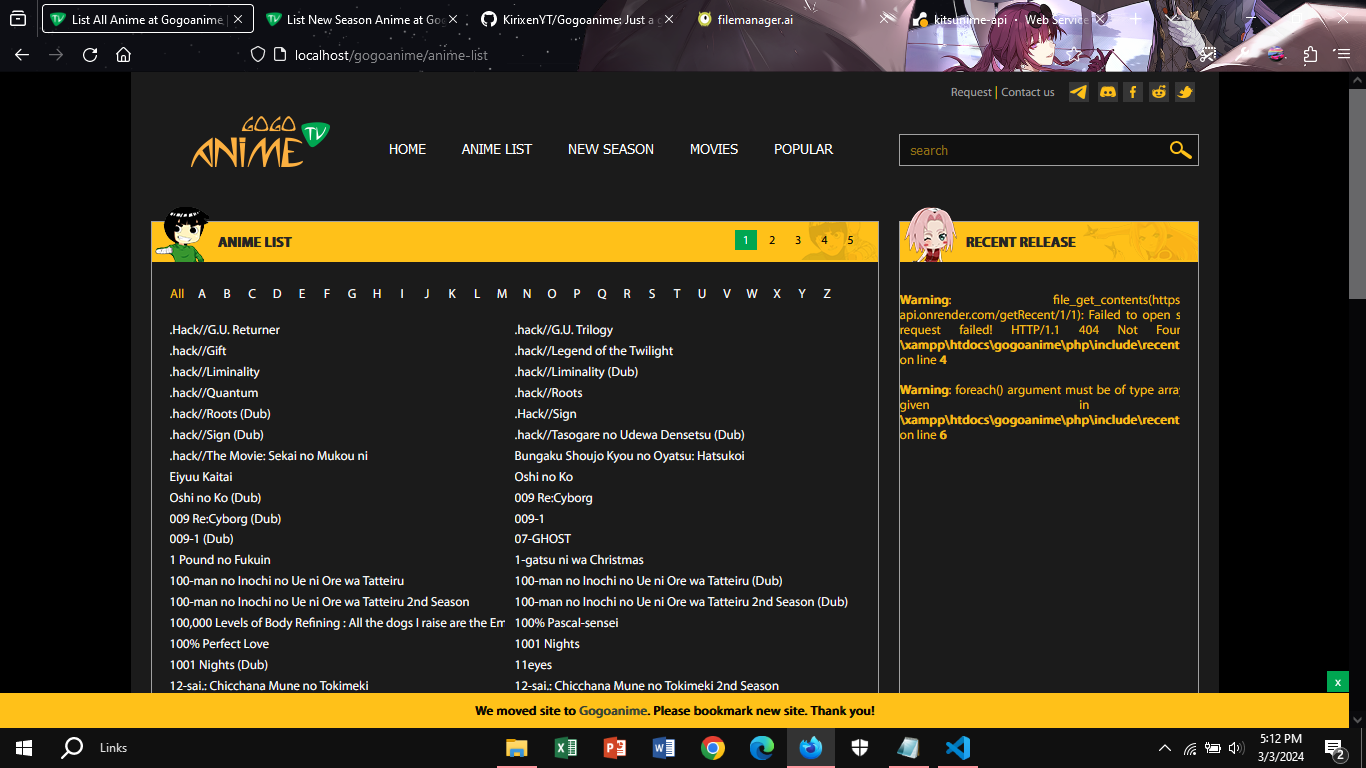 List All Anime at Gogoanime
List New Season Anime at Go
KirixenYT/Gogoanime: Just a
filemanager.ai
kitsunime-api • Web Service
localhost/gogoanime/anime-list
Request | Contact us
GOGO
ANIME TV
HOME ANIME LIST NEW SEASON MOVIES POPULAR
search
ANIME LIST 1 2 3 4 5
All A B C D E F G H I J K L M N O P Q R S T U V W X Y Z
.Hack//G.U. Returner
.hack//G.U. Trilogy
.hack//Gift
.hack//Legend of the Twilight
.hack//Liminality
.hack//Liminality (Dub)
.hack//Quantum
.hack//Roots
.hack//Roots (Dub)
.Hack//Sign
.hack//Sign (Dub)
.hack//Tasogare no Udewa Densetsu (Dub)
.hack//The Movie: Sekai no Mukou ni
Bungaku Shoujo Kyou no Oyatsu: Hatsukoi
Eiyuu Kaitai
Oshi no Ko
Oshi no Ko (Dub)
009 Re:Cyborg
009 Re:Cyborg (Dub)
009-1
009-1 (Dub)
07-GHOST
1 Pound no Fukuin
1-gatsu ni wa Christmas
100-man no Inochi no Ue ni Ore wa Tatteiru
100-man no Inochi no Ue ni Ore wa Tatteiru (Dub)
100-man no Inochi no Ue ni Ore wa Tatteiru 2nd Season
100-man no Inochi no Ue ni Ore wa Tatteiru 2nd Season (Dub)
100,000 Levels of Body Refining : All the dogs I raise are the Em
100% Pascal-sensei
100% Perfect Love
1001 Nights
1001 Nights (Dub)
11eyes
12-sai.: Chicchana Mune no Tokimeki
12-sai.: Chicchana Mune no Tokimeki 2nd Season
RECENT RELEASE
Warning: file_get_contents(https
api.onrender.com/getRecent/1/1): Failed to open s
request failed! HTTP/1.1 404 Not Four
\xampp\htdocs\gogoanime\php\include\recent
on line 4
Warning: foreach() argument must be of type array
given in
\xampp\htdocs\gogoanime\php\include\recent
on line 6
x
We moved site to Gogoanime. Please bookmark new site. Thank you!
Links
5:12 PM
3/3/2024
2